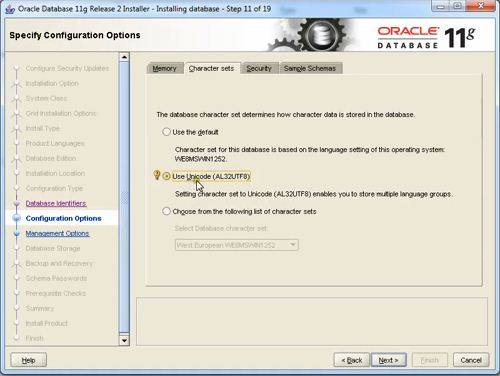 Oracle Database 11g Release 2 Installer - Installing database - Step 11 of 19
Specify Configuration Options
ORACLE
DATABASE
11g
Configure Security Updates
Installation Option
System Class
Grid Installation Options
Install Type
Product Languages
Database Edition
Installation Location
Configuration Type
Database Identifiers
Configuration Options
Management Options
Database Storage
Backup and Recovery
Schema Passwords
Prerequisite Checks
Summary
Install Product
Finish
Memory
Character sets
Security
Sample Schemas
The database character set determines how character data is stored in the database.
Use the default
Character set for this database is based on the language setting of this operating system:
WE8MSWIN1252.
Use Unicode (AL32UTF8)
Setting character set to Unicode (AL32UTF8) enables you to store multiple language groups.
Choose from the following list of character sets
Select Database character set:
West European WE8MSWIN1252
Help
< Back
Next >
Finish
Cancel